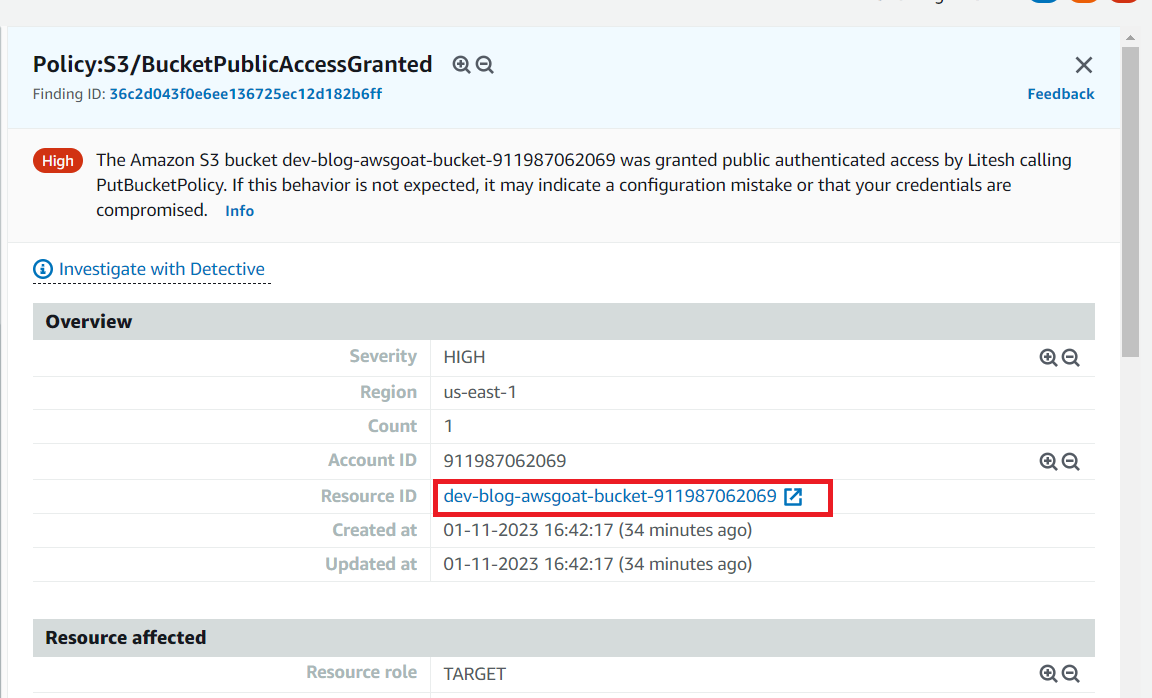 Policy:S3/BucketPublicAccessGranted
Finding ID: 36c2d043f0e6ee136725ec12d182b6ff
Feedback
High
The Amazon S3 bucket dev-blog-awsgoat-bucket-911987062069 was granted public authenticated access by Litesh calling
PutBucketPolicy. If this behavior is not expected, it may indicate a configuration mistake or that your credentials are
compromised. Info
Investigate with Detective
Overview
Severity HIGH
Region us-east-1
Count 1
Account ID 911987062069
Resource ID dev-blog-awsgoat-bucket-911987062069
Created at 01-11-2023 16:42:17 (34 minutes ago)
Updated at 01-11-2023 16:42:17 (34 minutes ago)
Resource affected
Resource role TARGET